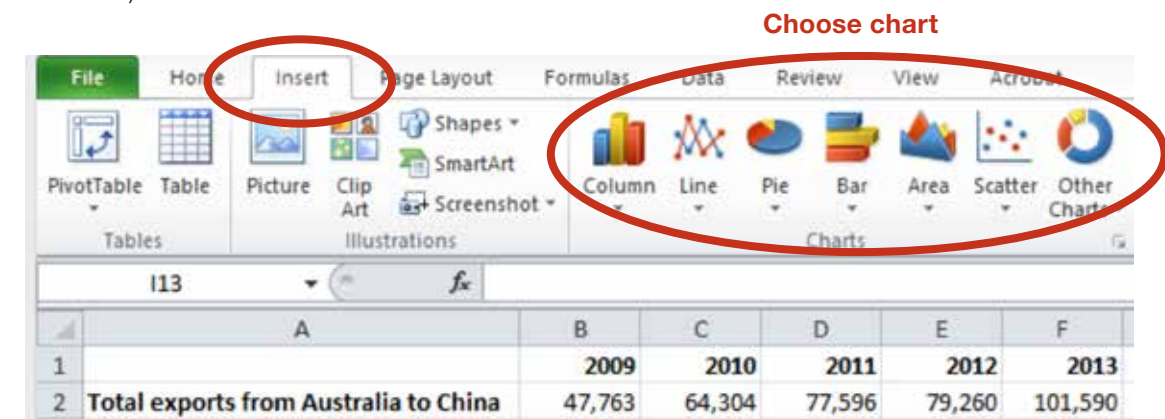 Choose chart
File Home Insert Page Layout Formulas Data Review View Acrobat
Shapes
SmartArt
PivotTable Table Picture Clip Art Screenshot Column Line Pie Bar Area Scatter Other Charts
Tables Illustrations Charts
I13 fx
A B C D E F
1 2009 2010 2011 2012 2013
2 Total exports from Australia to China 47,763 64,304 77,596 79,260 101,590